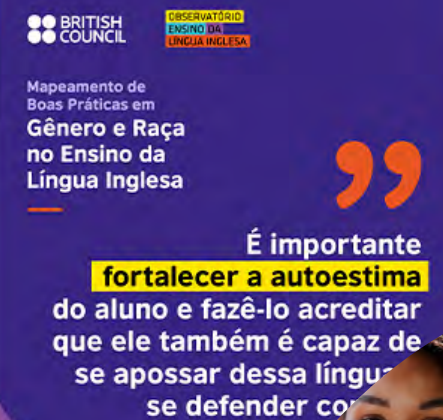 BRITISH
COUNCIL
OBSERVATÓRIO
ENSINO DA
LÍNGUA INGLESA
Mapeamento de
Boas Práticas em
Gênero e Raça
no Ensino da
Língua Inglesa
”
É importante
fortalecer a autoestima
do aluno e fazê-lo acreditar
que ele também é capaz de
se apossar dessa língua
se defender